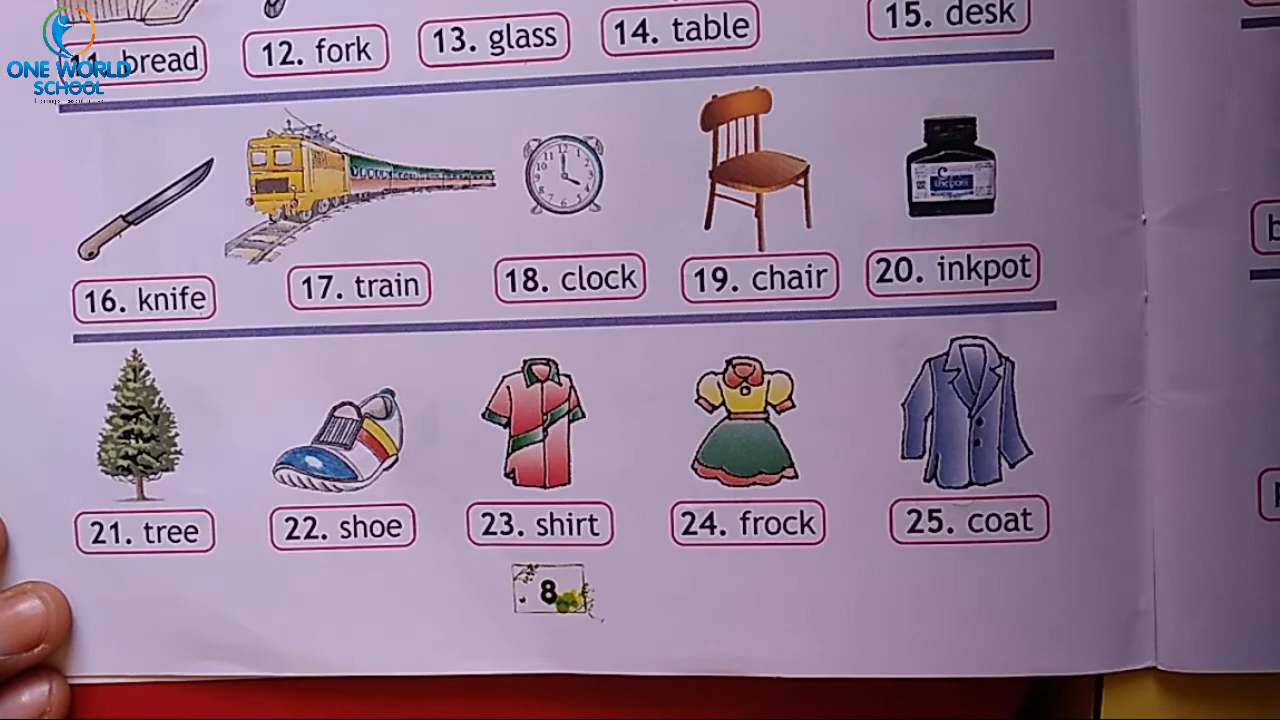 11. bread
12. fork
13. glass
14. table
15. desk
ONE WORLD
SCHOOL
16. knife
17. train
18. clock
19. chair
20. inkpot
21. tree
22. shoe
23. shirt
24. frock
25. coat
8